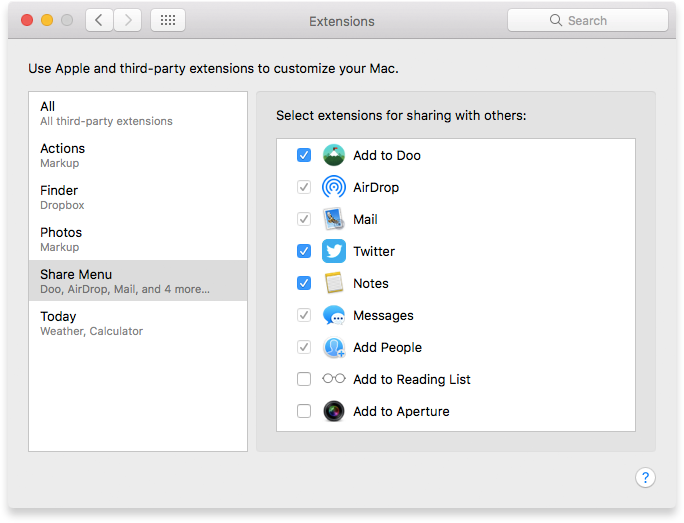 Extensions
Search
Use Apple and third-party extensions to customize your Mac.
All
All third-party extensions
Actions
Markup
Finder
Dropbox
Photos
Markup
Share Menu
Doo, AirDrop, Mail, and 4 more...
Today
Weather, Calculator
Select extensions for sharing with others:
Add to Doo
AirDrop
Mail
Twitter
Notes
Messages
Add People
Add to Reading List
Add to Aperture
?